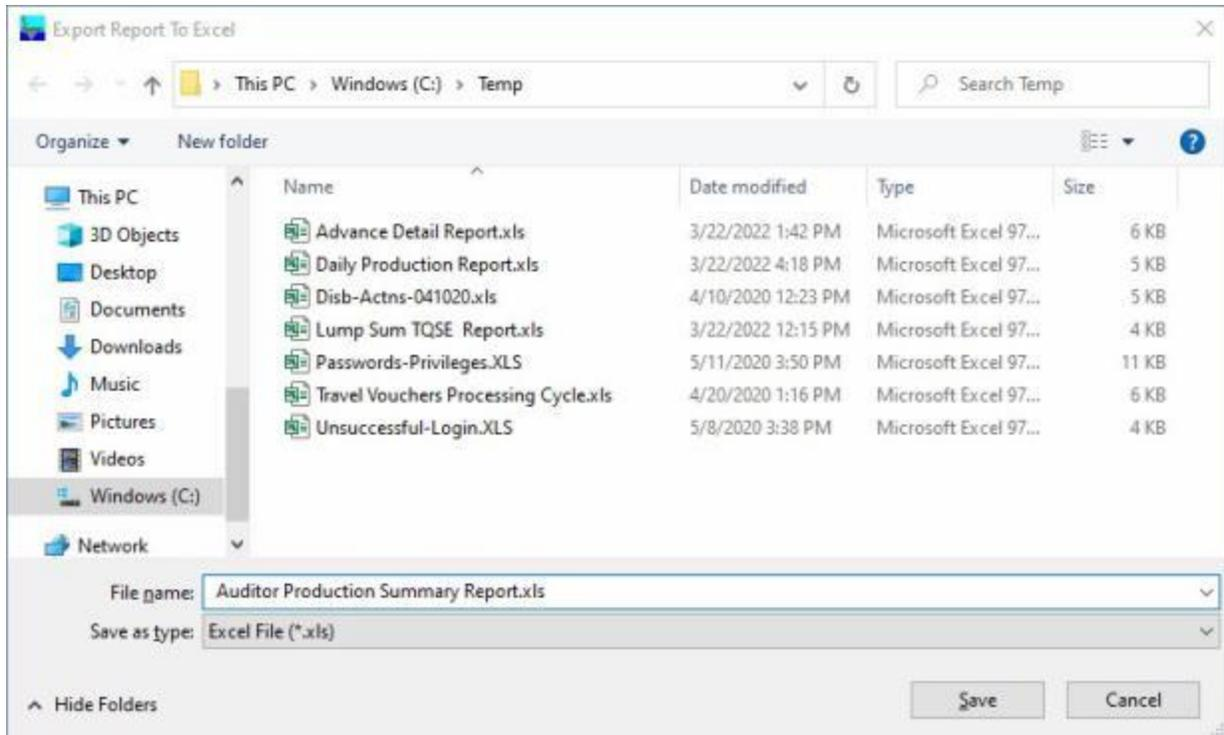 Export Report To Excel
This PC > Windows (C:) > Temp
Search Temp
Organize
New folder
?
Name Date modified Type Size
This PC
3D Objects
Desktop
Documents
Downloads
Music
Pictures
Videos
Windows (C:)
Network
Advance Detail Report.xls 3/22/2022 1:42 PM Microsoft Excel 97... 6 KB
Daily Production Report.xls 3/22/2022 4:18 PM Microsoft Excel 97... 5 KB
Disb-Actns-041020.xls 4/10/2020 12:23 PM Microsoft Excel 97... 5 KB
Lump Sum TQSE  Report.xls 3/22/2022 12:15 PM Microsoft Excel 97... 4 KB
Passwords-Privileges.XLS 5/11/2020 3:50 PM Microsoft Excel 97... 11 KB
Travel Vouchers Processing Cycle.xls 4/20/2020 1:16 PM Microsoft Excel 97... 6 KB
Unsuccessful-Login.XLS 5/8/2020 3:38 PM Microsoft Excel 97... 4 KB
File name: Auditor Production Summary Report.xls
Save as type: Excel File (*.xls)
Hide Folders
Save
Cancel